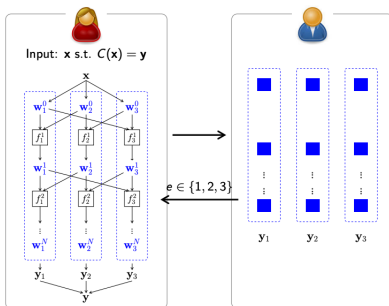 Input: x s.t. C(x) = y
x
w₁⁰ w₂⁰ w₃⁰
f₁¹ f₂¹ f₃¹
w₁¹ w₂¹ w₃¹
f₁² f₂² f₃²
⋮ ⋮ ⋮
w₁ᴺ w₂ᴺ w₃ᴺ
y₁ y₂ y₃
y
e ∈ {1, 2, 3}
⋮ ⋮ ⋮
y₁ y₂ y₃